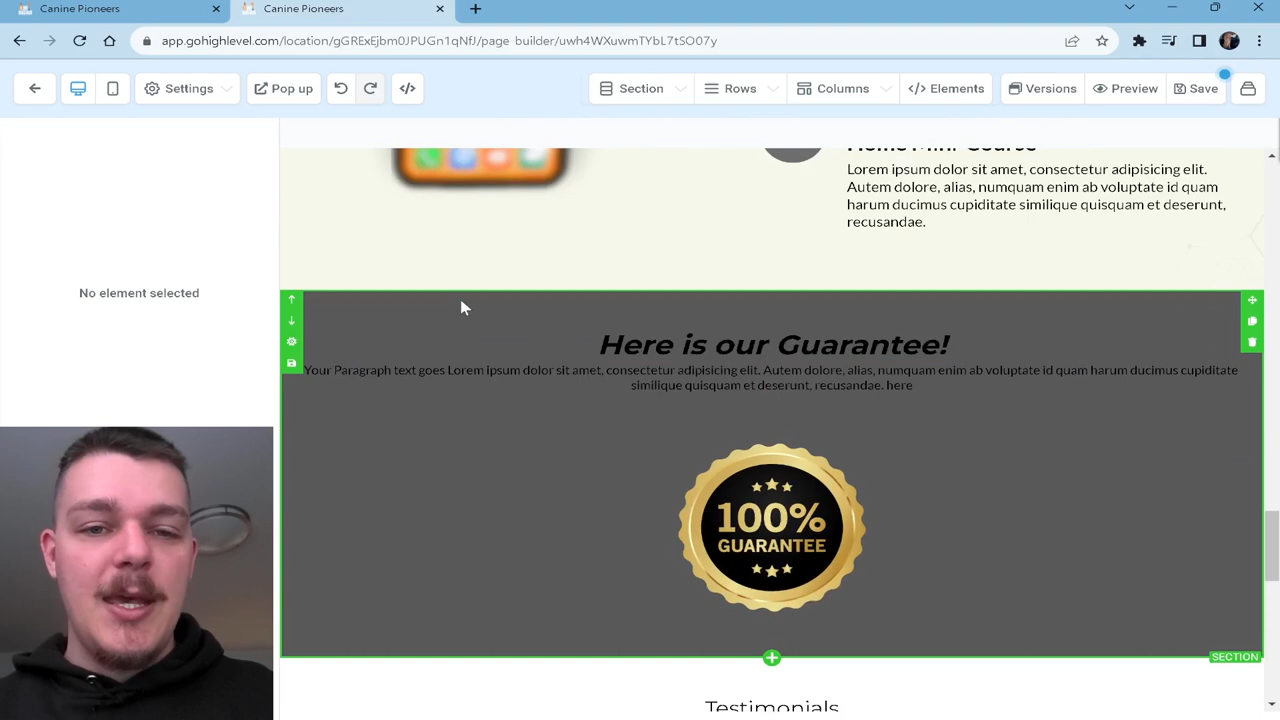 Canine Pioneers
Canine Pioneers
app.gohighlevel.com/location/gGRExEjbm0JPUGn1qNfJ/page-builder/uwh4WXuwmTYbL7tSO07y
Settings
Pop up
Section
Rows
Columns
Elements
Versions
Preview
Save
No element selected
Home Mini-Course
Lorem ipsum dolor sit amet, consectetur adipisicing elit.
Autem dolore, alias, numquam enim ab voluptate id quam
harum ducimus cupiditate similique quisquam et deserunt,
recusandae.
Here is our Guarantee!
Your Paragraph text goes Lorem ipsum dolor sit amet, consectetur adipisicing elit. Autem dolore, alias, numquam enim ab voluptate id quam harum ducimus cupiditate
similique quisquam et deserunt, recusandae. here
100%
GUARANTEE
SECTION
Testimonials